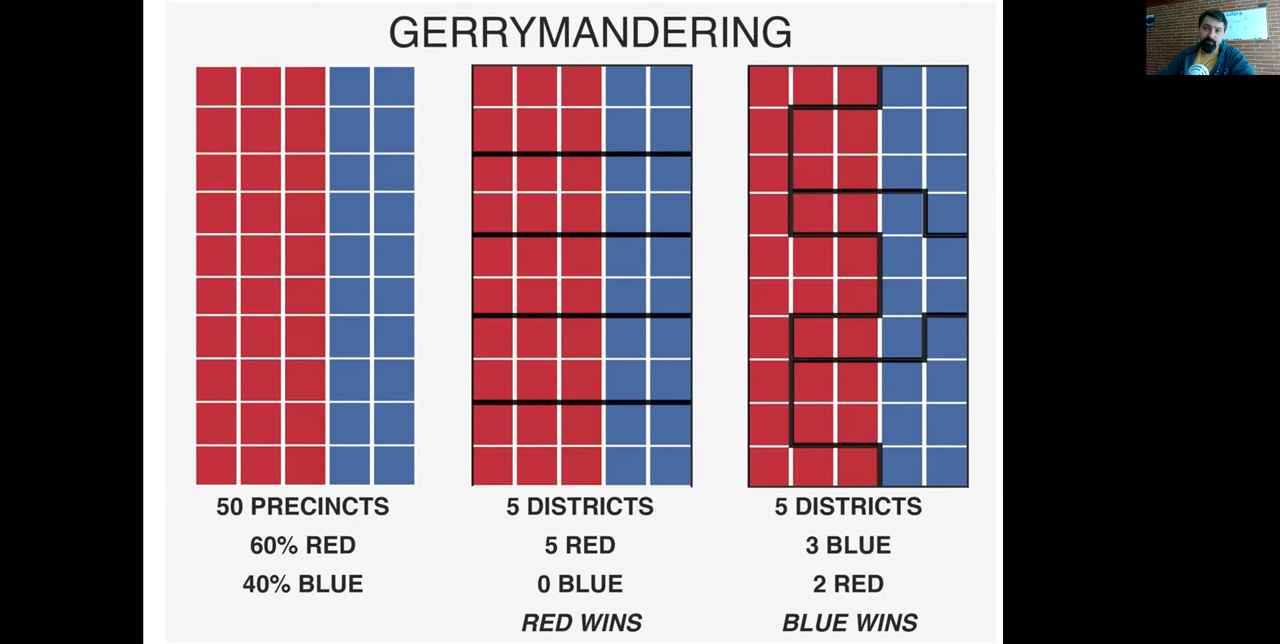 GERRYMANDERING
50 PRECINCTS
60% RED
40% BLUE
5 DISTRICTS
5 RED
0 BLUE
RED WINS
5 DISTRICTS
3 BLUE
2 RED
BLUE WINS